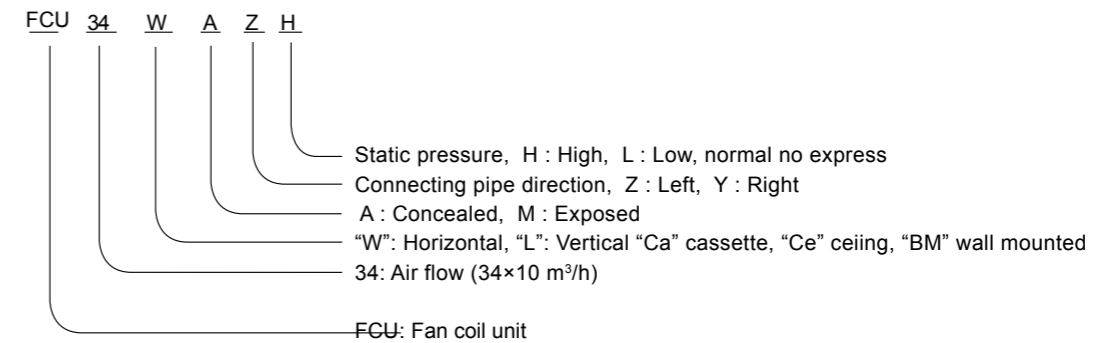 FCU 34 W A Z H
Static pressure, H : High, L : Low, normal no express
Connecting pipe direction, Z : Left, Y : Right
A : Concealed, M : Exposed
“W”: Horizontal, “L”: Vertical “Ca” cassette, “Ce” ceiing, “BM” wall mounted
34: Air flow (34×10 m³/h)
FCU: Fan coil unit